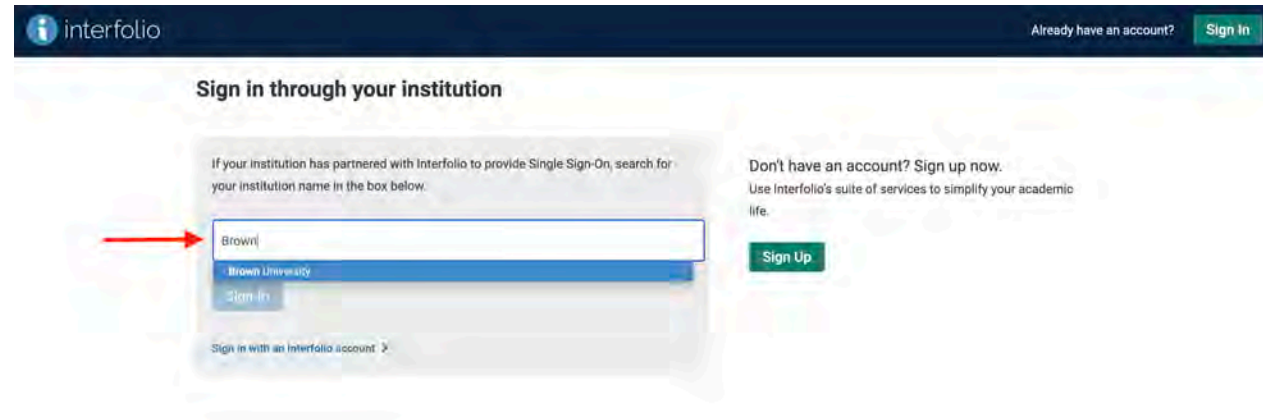 interfolio
Already have an account?
Sign In
Sign in through your institution
If your institution has partnered with Interfolio to provide Single Sign-On, search for
your institution name in the box below.
Brown
Brown University
Sign In
Sign in with an Interfolio account >
Don't have an account? Sign up now.
Use Interfolio's suite of services to simplify your academic
life.
Sign Up